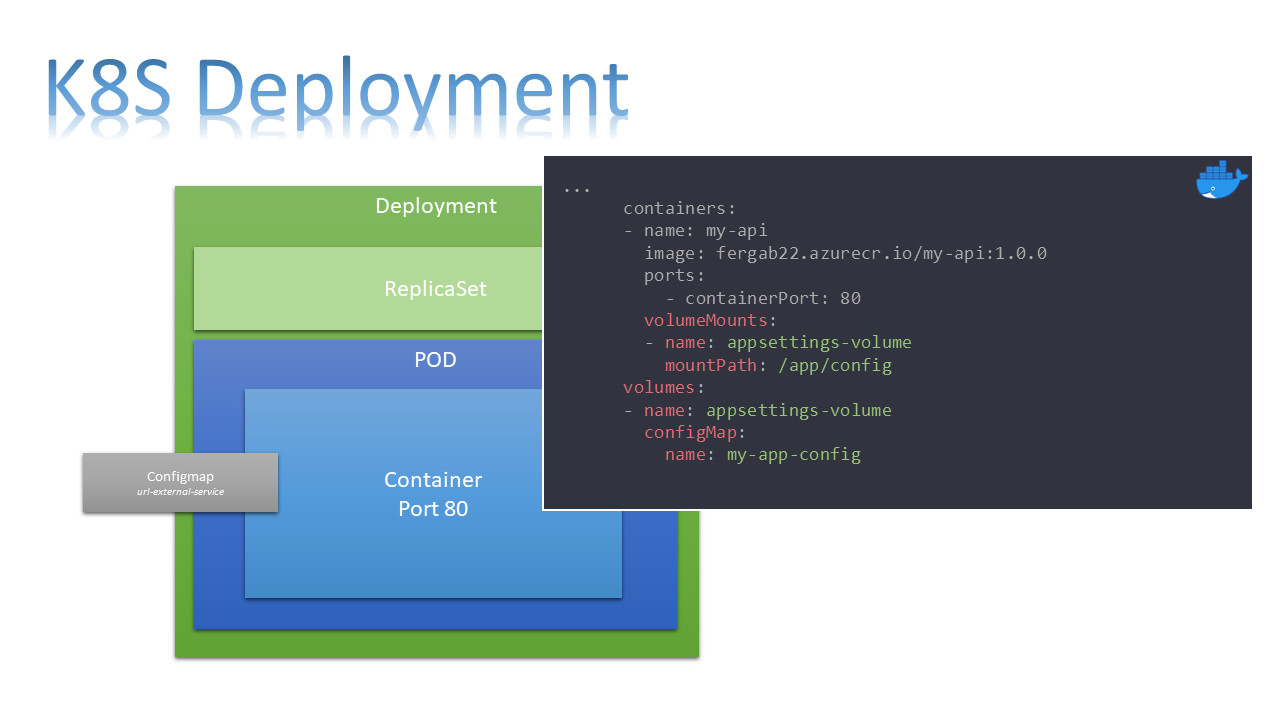 K8S Deployment
Deployment
ReplicaSet
POD
Container
Port 80
Configmap
url-external-service
...
containers:
- name: my-api
image: fergab22.azurecr.io/my-api:1.0.0
ports:
- containerPort: 80
volumeMounts:
- name: appsettings-volume
mountPath: /app/config
volumes:
- name: appsettings-volume
configMap:
name: my-app-config